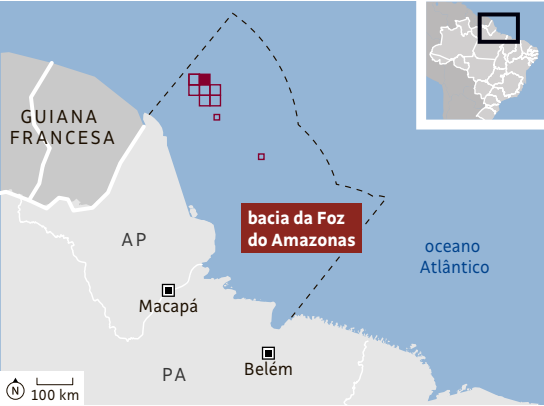 GUIANA
FRANCESA
bacia da Foz
do Amazonas
AP
oceano
Atlântico
Macapá
Belém
PA
N
100 km